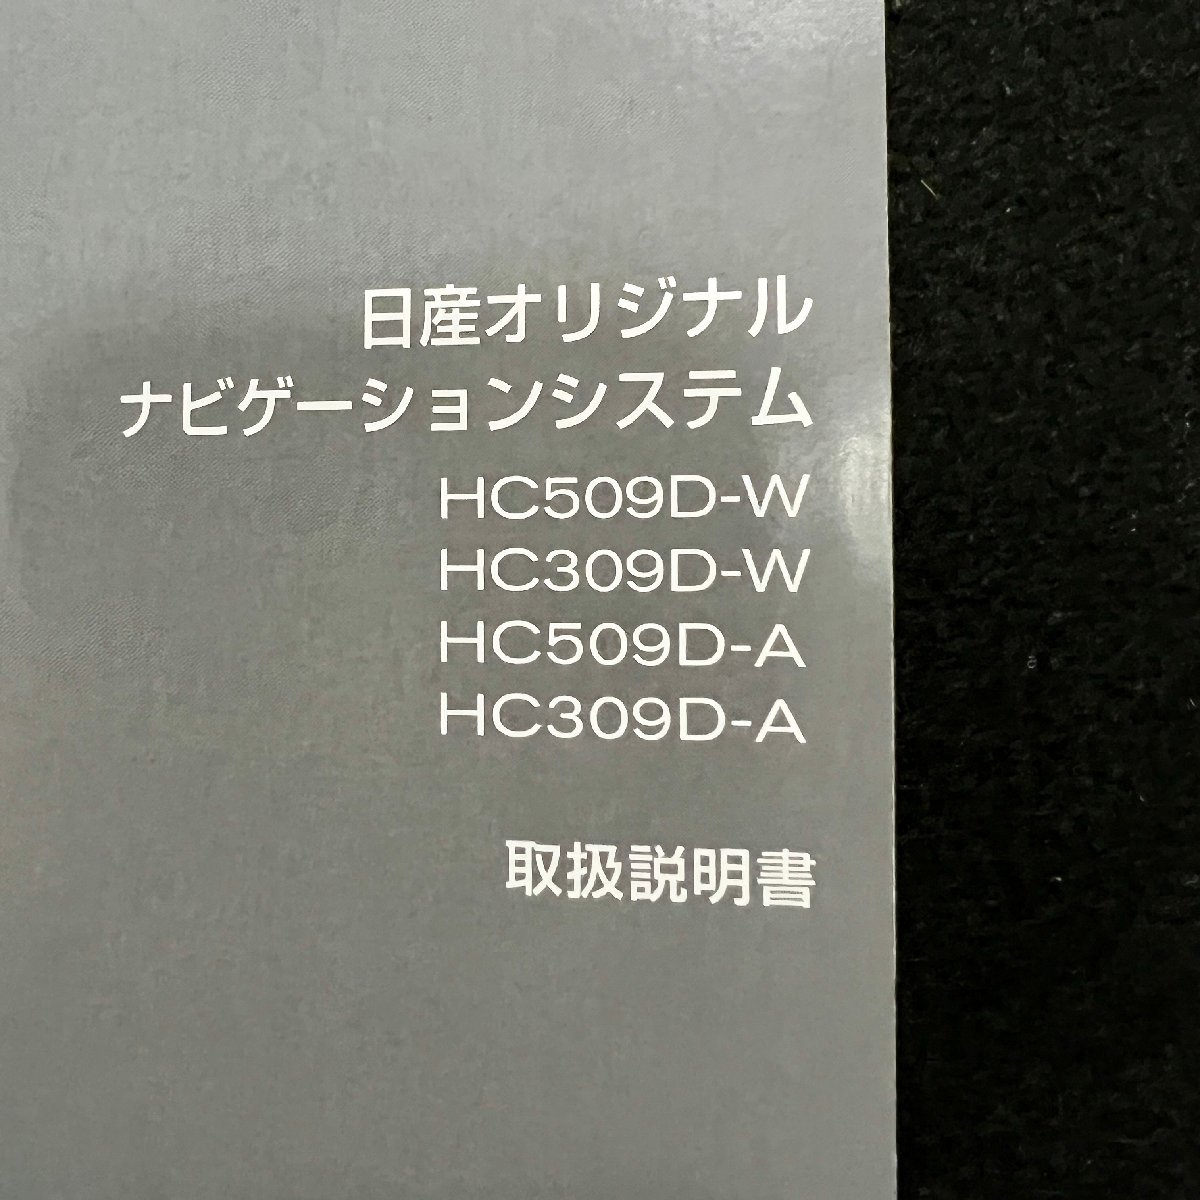 日産オリジナル
ナビゲーションシステム
HC509D-W
HC309D-W
HC509D-A
HC309D-A
取扱説明書